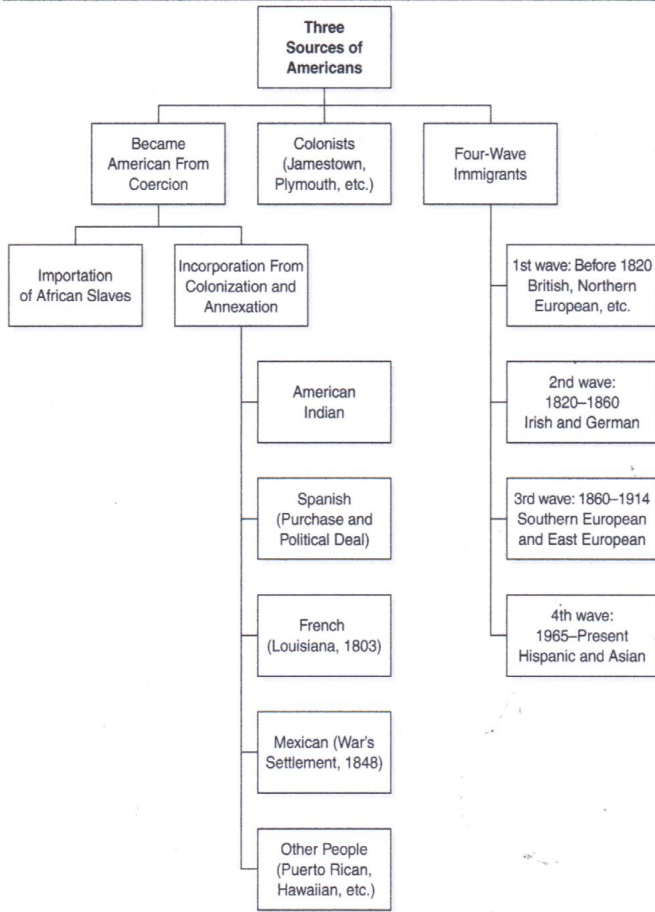 Three
Sources of
Americans
Became
American From
Coercion
Colonists
(Jamestown,
Plymouth, etc.)
Four-Wave
Immigrants
Importation
of African Slaves
Incorporation From
Colonization and
Annexation
American
Indian
Spanish
(Purchase and
Political Deal)
French
(Louisiana, 1803)
Mexican (War's
Settlement, 1848)
Other People
(Puerto Rican,
Hawaiian, etc.)
1st wave: Before 1820
British, Northern
European, etc.
2nd wave:
1820–1860
Irish and German
3rd wave: 1860–1914
Southern European
and East European
4th wave:
1965–Present
Hispanic and Asian